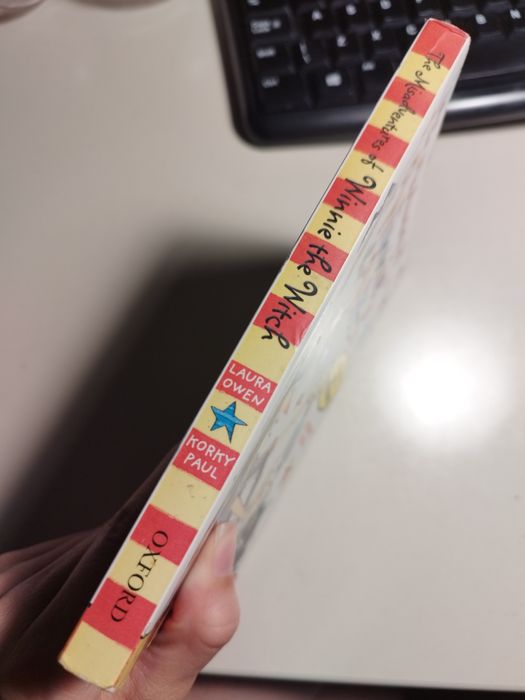 The Misadventures of Winnie the Witch
LAURA
OWEN
KORKY
PAUL
OXFORD